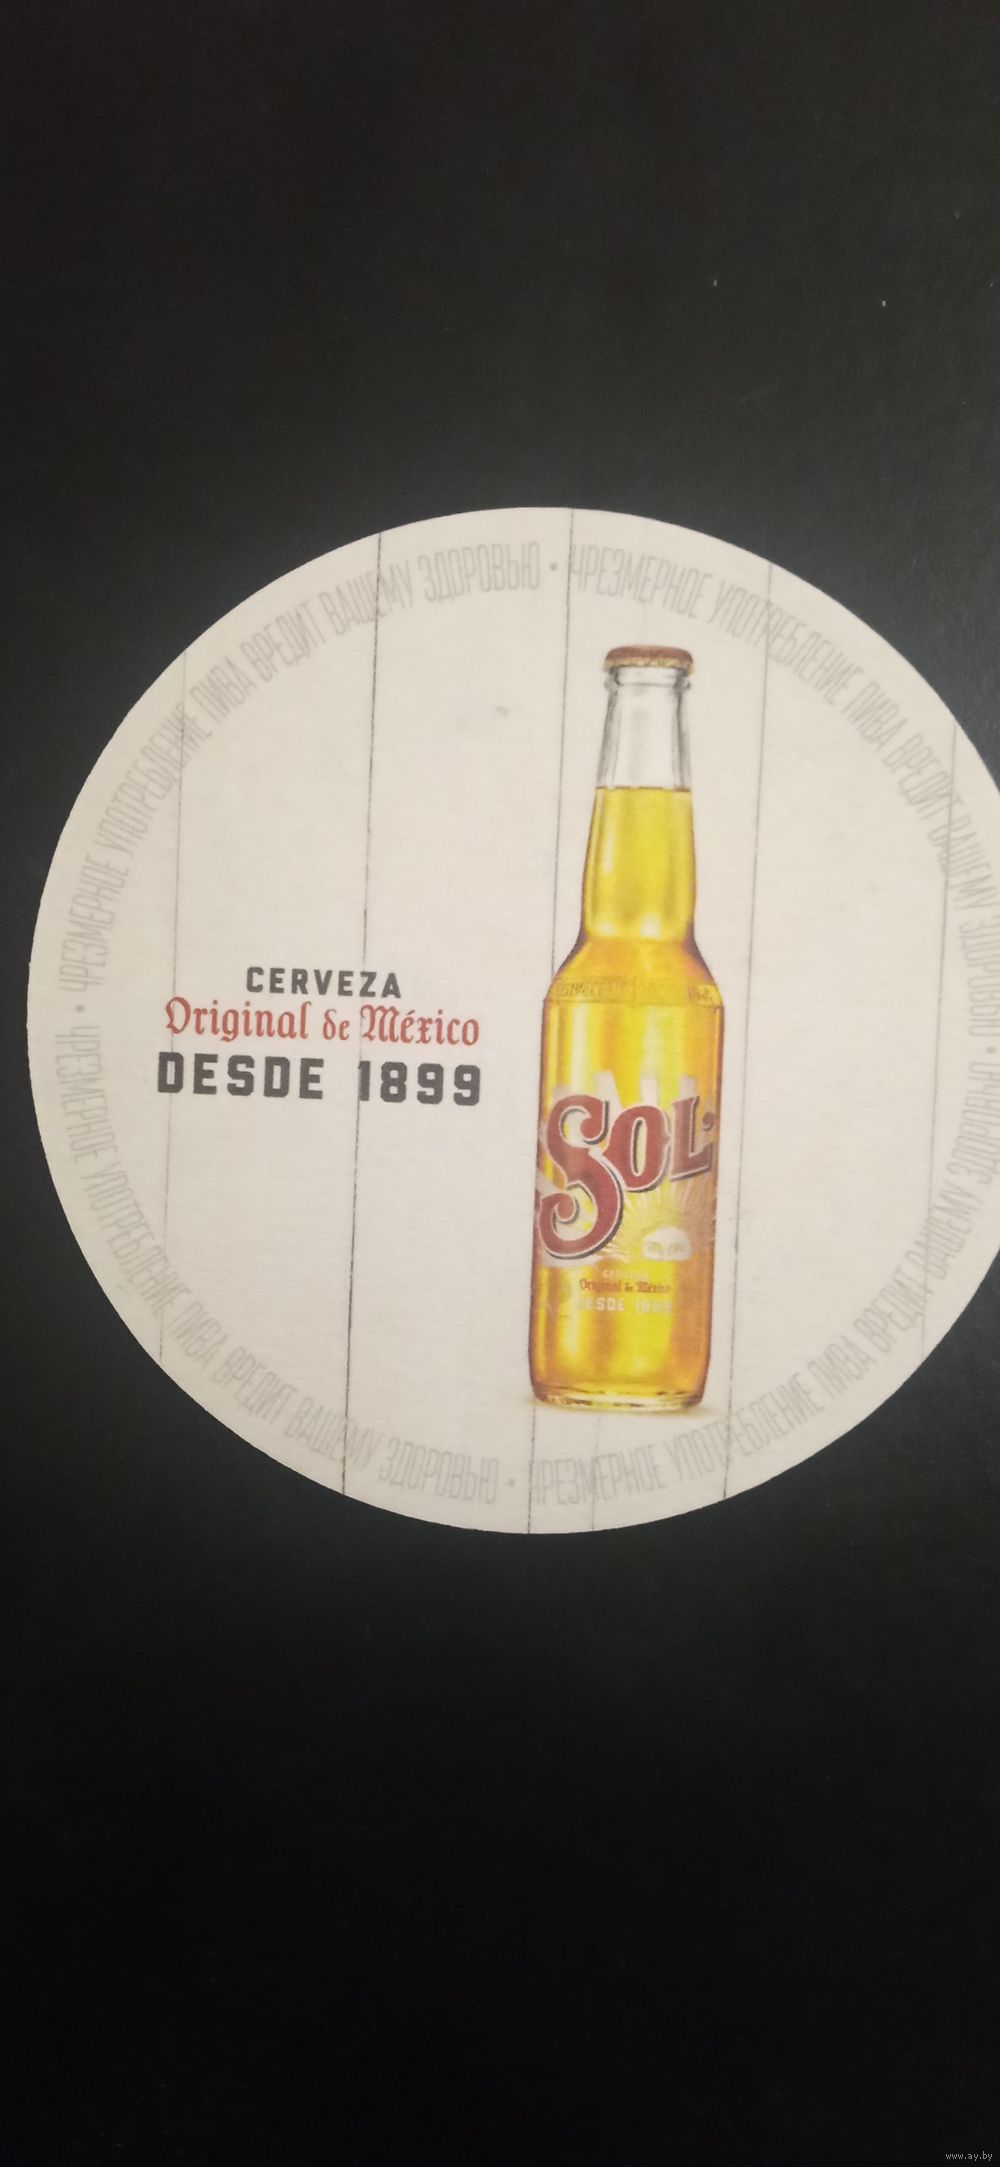 ЧРЕЗМЕРНОЕ УПОТРЕБЛЕНИЕ ПИВА ВРЕДИТ ВАШЕМУ ЗДОРОВЬЮ • ЧРЕЗМЕРНОЕ УПОТРЕБЛЕНИЕ ПИВА ВРЕДИТ ВАШЕМУ ЗДОРОВЬЮ • ЧРЕЗМЕРНОЕ УПОТРЕБЛЕНИЕ ПИВА ВРЕДИТ ВАШЕМУ ЗДОРОВЬЮ • ЧРЕЗМЕРНОЕ УПОТРЕБЛЕНИЕ ПИВА ВРЕДИТ ВАШЕМУ ЗДОРОВЬЮ •
CERVEZA
Original de México
DESDE 1899
SOL
Original de México
DESDE 1899
www.ay.by